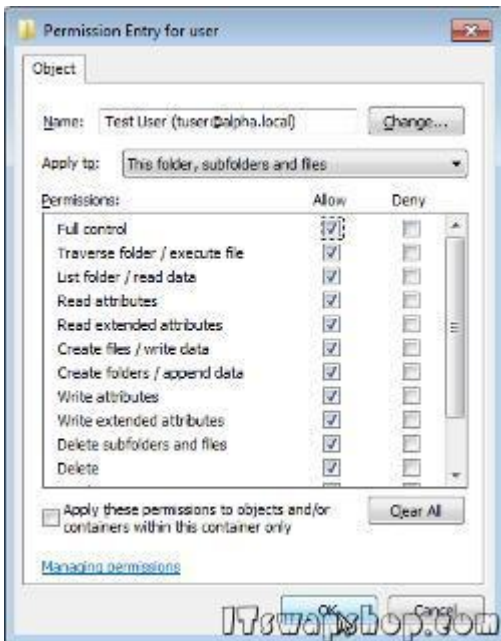 Permission Entry for user
Object
Name: Test User (tuser@alpha.local) Change...
Apply to: This folder, subfolders and files
Permissions: Allow Deny
Full control
Traverse folder / execute file
List folder / read data
Read attributes
Read extended attributes
Create files / write data
Create folders / append data
Write attributes
Write extended attributes
Delete subfolders and files
Delete
Apply these permissions to objects and/or
containers within this container only
Clear All
Managing permissions
OK Cancel
ITswapshop.com